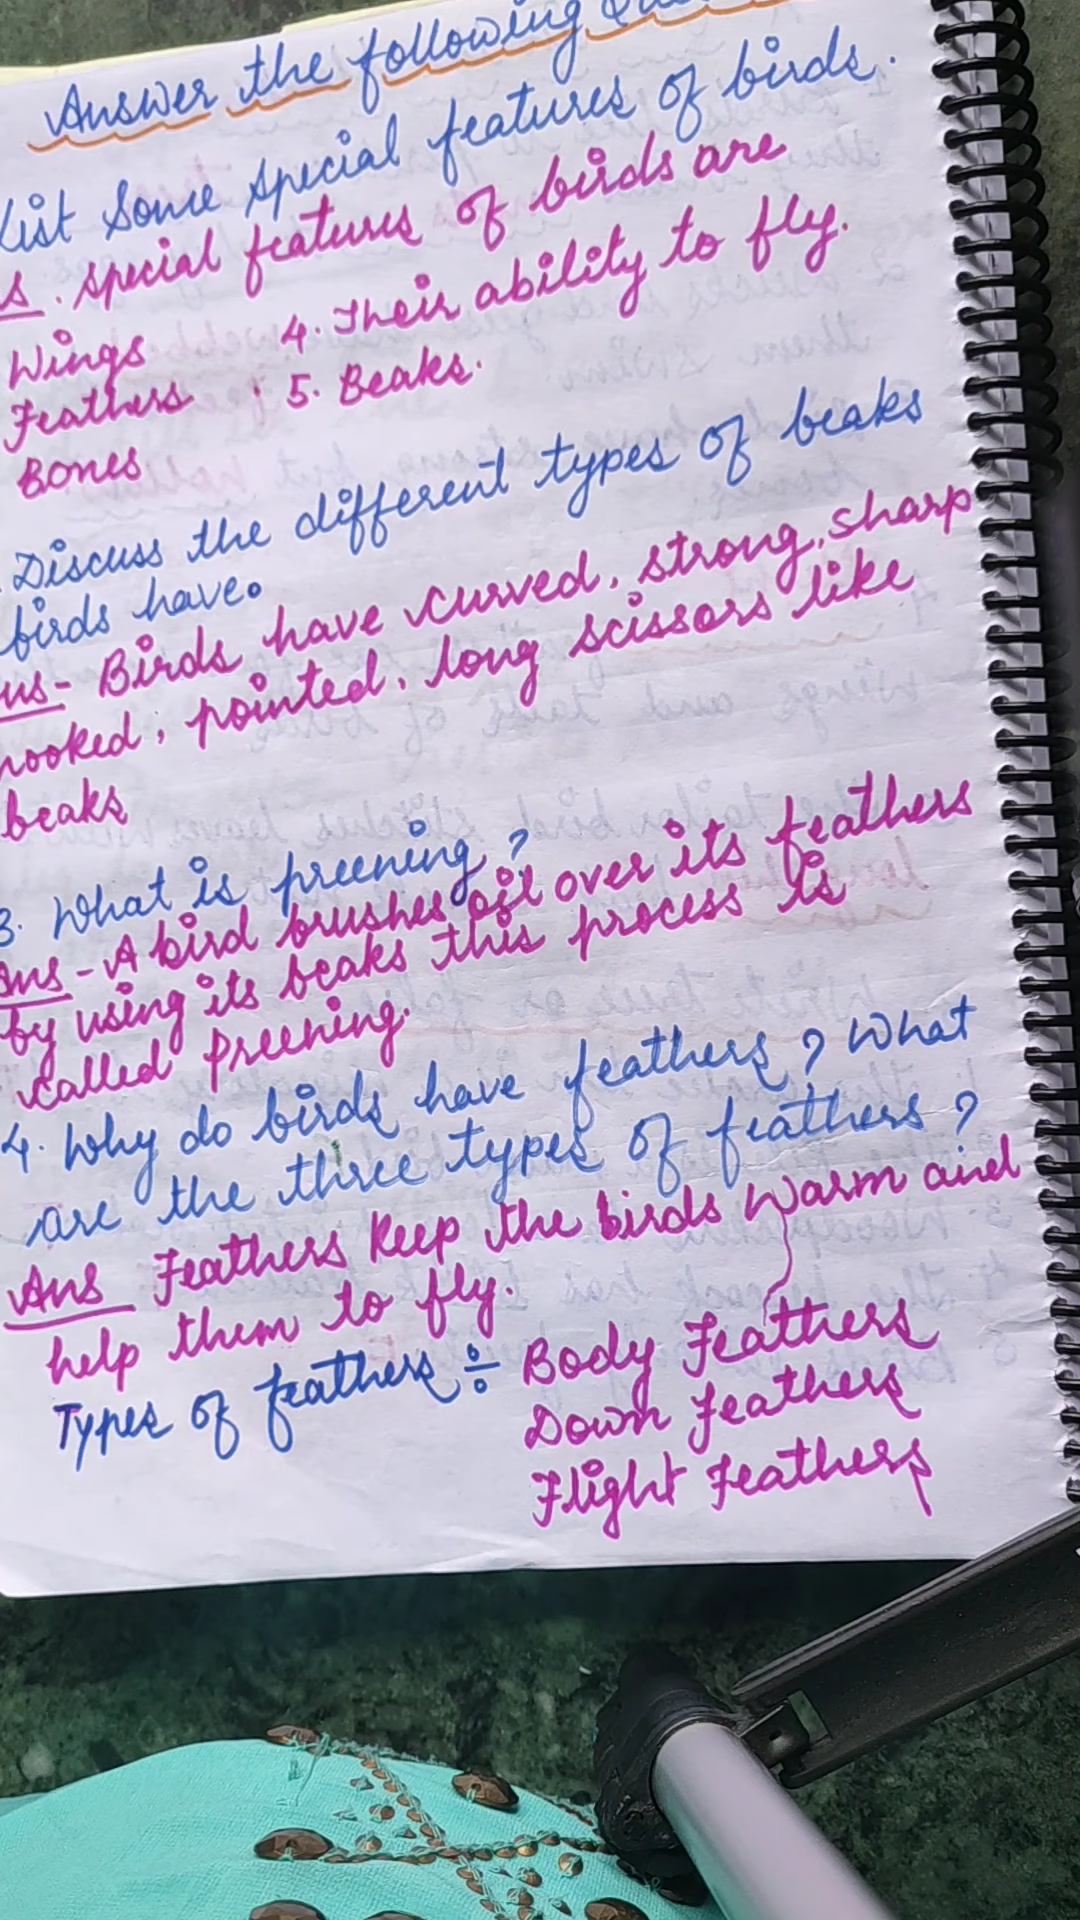 Answer the following
List Some special features of birds.
s. special features of birds are
Wings 4. Their ability to fly.
Feathers 5. Beaks.
Bones
Discuss the different types of beaks
birds have.
ns- Birds have curved, strong, sharp
hooked, pointed, long scissors like
beaks
3. What is preening ?
Ans - A bird brushes oil over its feathers
by using its beaks this process is
called Preening.
4. Why do birds have feathers ? What
are the three types of feathers ?
Ans Feathers Keep the birds warm and
help them to fly.
Types of feathers ÷ Body Feathers
Down Feathers
Flight Feathers